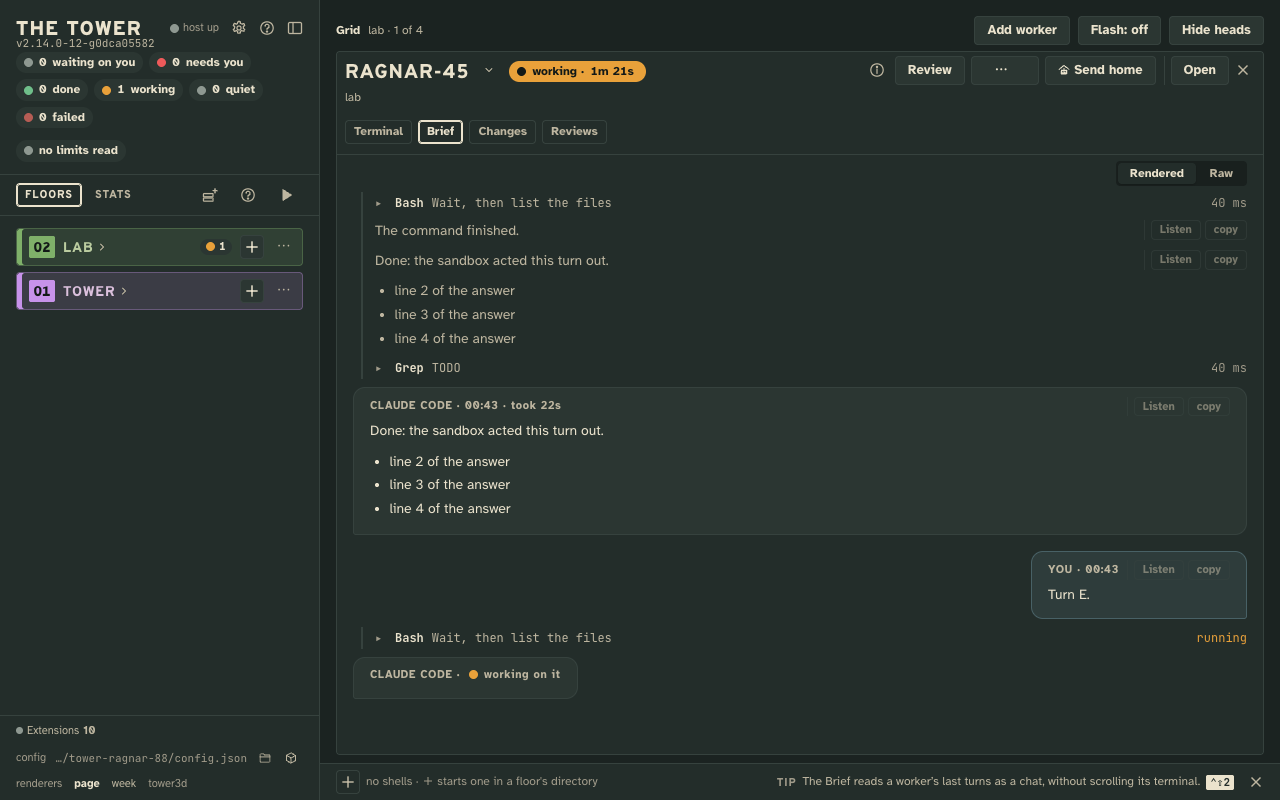 THE TOWER
host up
v2.14.0-12-g0dca05582
0 waiting on you
0 needs you
0 done
1 working
0 quiet
0 failed
no limits read
FLOORS
STATS
02 LAB
1
01 TOWER
Extensions 10
config …/tower-ragnar-88/config.json
renderers page week tower3d
Grid lab · 1 of 4
Add worker
Flash: off
Hide heads
RAGNAR-45
working · 1m 21s
Review
···
Send home
Open
lab
Terminal
Brief
Changes
Reviews
Rendered
Raw
Bash Wait, then list the files
40 ms
The command finished.
Listen copy
Done: the sandbox acted this turn out.
Listen copy
• line 2 of the answer
• line 3 of the answer
• line 4 of the answer
Grep TODO
40 ms
CLAUDE CODE · 00:43 · took 22s
Listen copy
Done: the sandbox acted this turn out.
• line 2 of the answer
• line 3 of the answer
• line 4 of the answer
YOU · 00:43
Listen copy
Turn E.
Bash Wait, then list the files
running
CLAUDE CODE · working on it
no shells · + starts one in a floor's directory
TIP The Brief reads a worker's last turns as a chat, without scrolling its terminal. ⌃⇧2